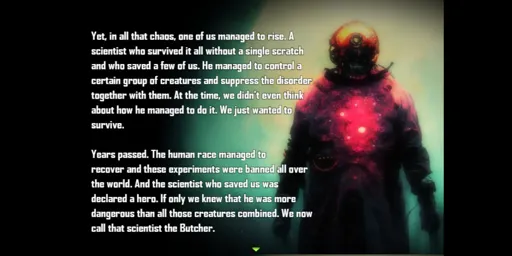 Yet, in all that chaos, one of us managed to rise. A
scientist who survived it all without a single scratch
and who saved a few of us. He managed to control a
certain group of creatures and suppress the disorder
together with them. At the time, we didn't even think
about how he managed to do it. We just wanted to
survive.
Years passed. The human race managed to
recover and these experiments were banned all over
the world. And the scientist who saved us was
declared a hero. If only we knew that he was more
dangerous than all those creatures combined. We now
call that scientist the Butcher.